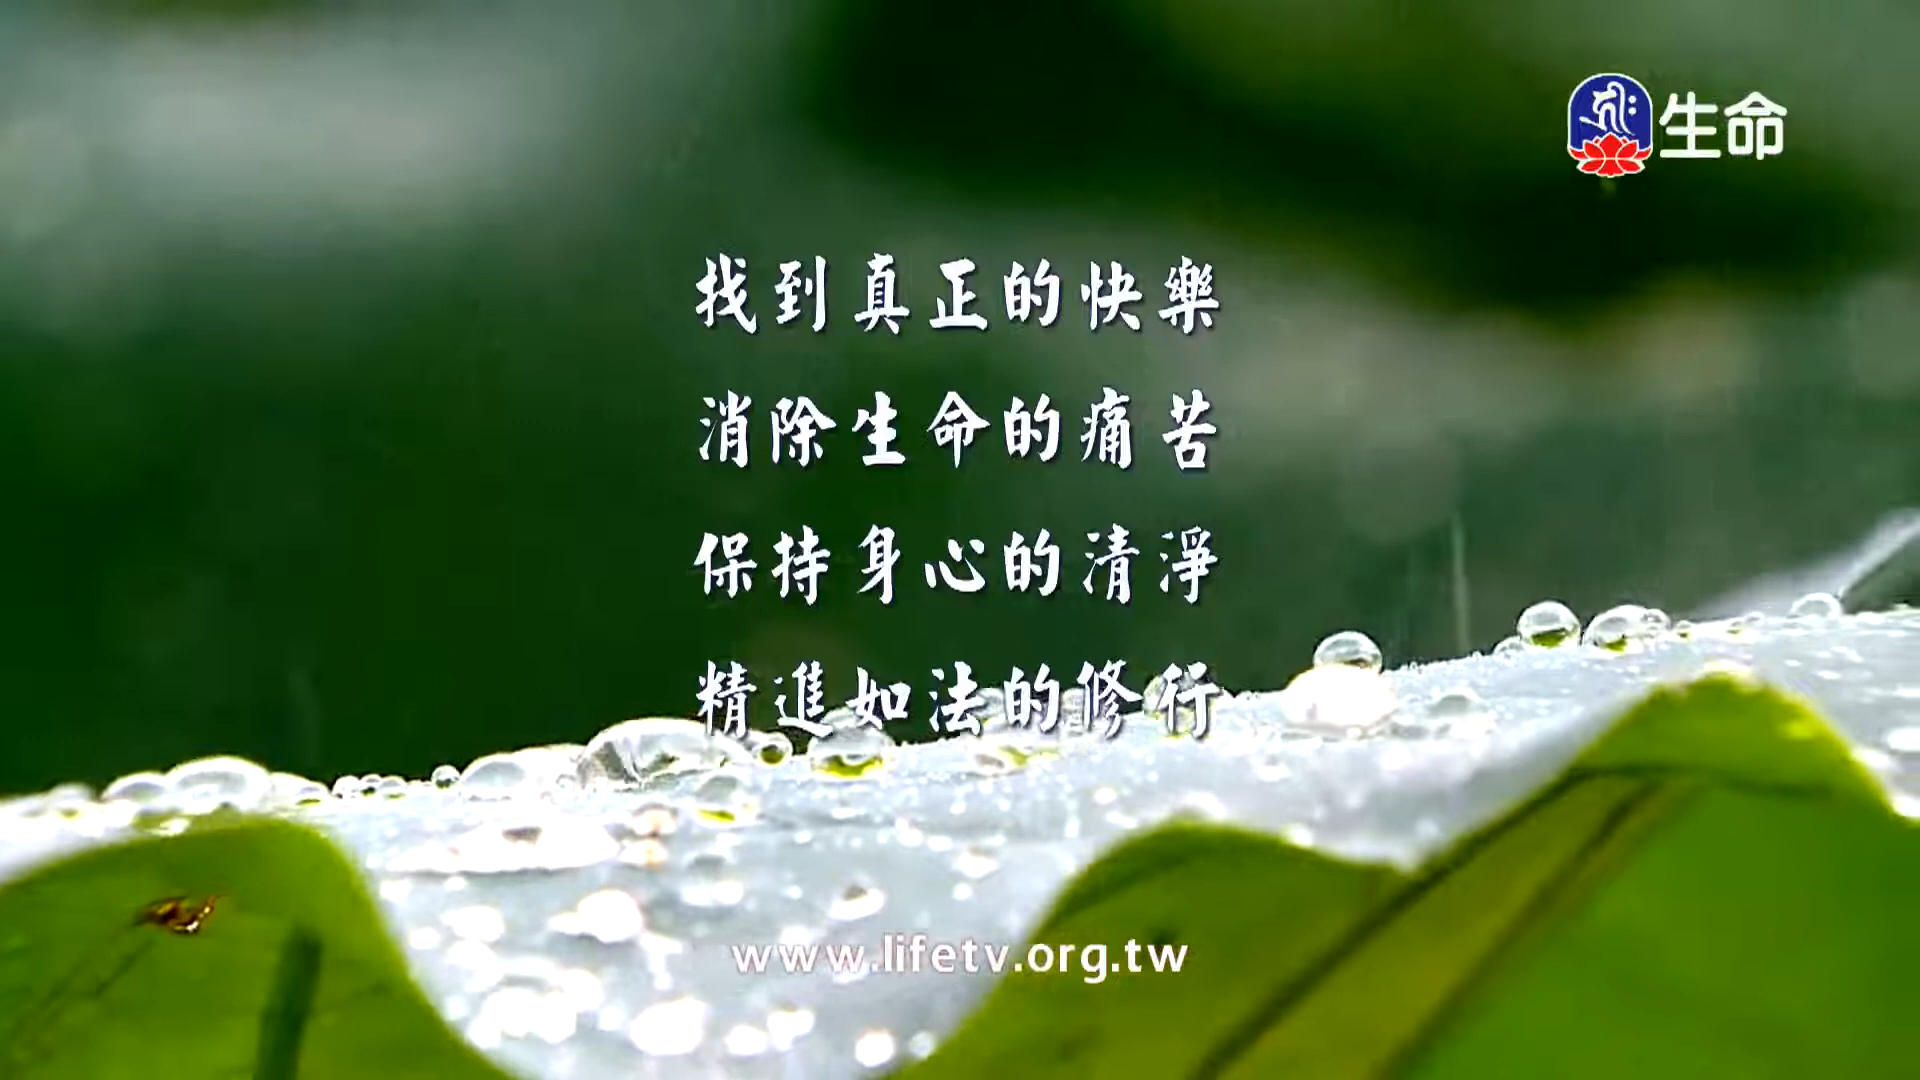 生命
找到真正的快樂
消除生命的痛苦
保持身心的清淨
精進如法的修行
www.lifetv.org.tw